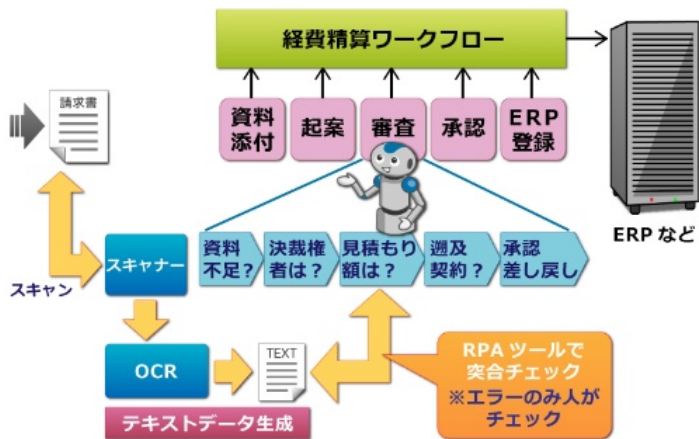 経費精算ワークフロー
請求書
資料
添付
起案
審査
承認
ERP
登録
ERP など
スキャン
スキャナー
資料
不足?
決裁権
者は?
見積もり
額は?
遡及
契約?
承認
差し戻し
OCR
TEXT
RPA ツールで
突合チェック
※エラーのみ人が
チェック
テキストデータ生成